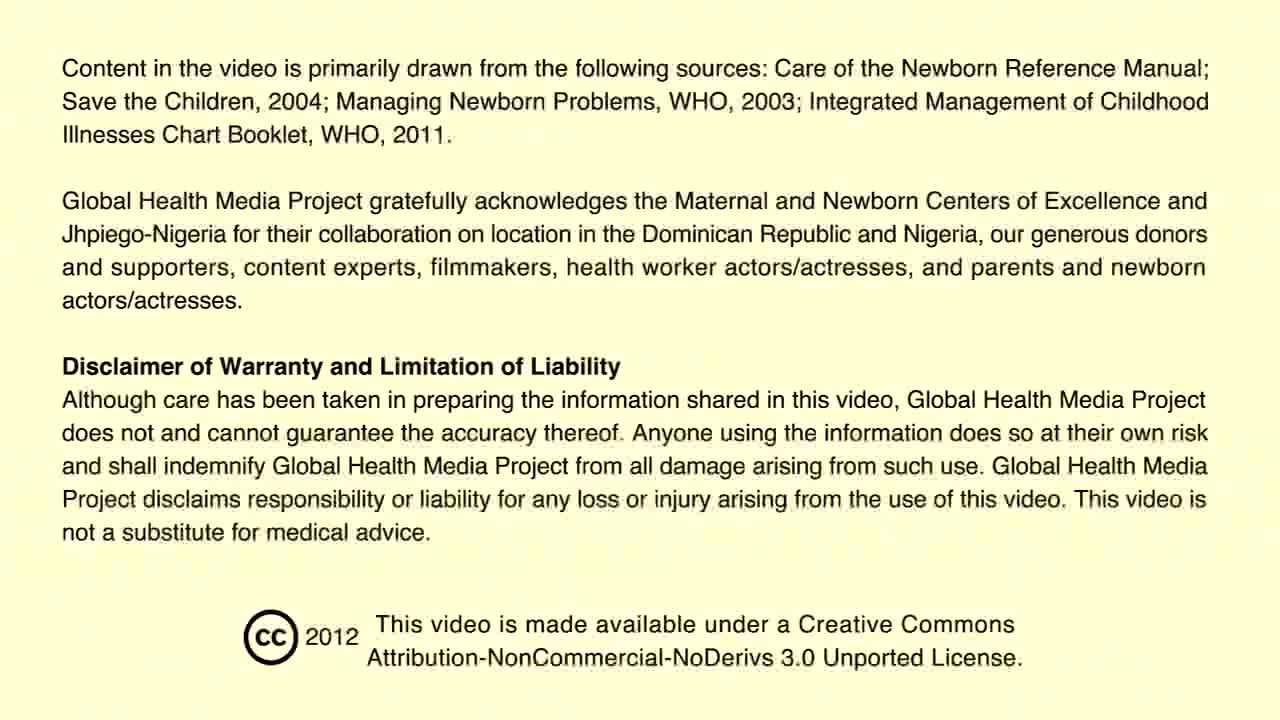 Content in the video is primarily drawn from the following sources: Care of the Newborn Reference Manual;
Save the Children, 2004; Managing Newborn Problems, WHO, 2003; Integrated Management of Childhood
Illnesses Chart Booklet, WHO, 2011.
Global Health Media Project gratefully acknowledges the Maternal and Newborn Centers of Excellence and
Jhpiego-Nigeria for their collaboration on location in the Dominican Republic and Nigeria, our generous donors
and supporters, content experts, filmmakers, health worker actors/actresses, and parents and newborn
actors/actresses.
Disclaimer of Warranty and Limitation of Liability
Although care has been taken in preparing the information shared in this video, Global Health Media Project
does not and cannot guarantee the accuracy thereof. Anyone using the information does so at their own risk
and shall indemnify Global Health Media Project from all damage arising from such use. Global Health Media
Project disclaims responsibility or liability for any loss or injury arising from the use of this video. This video is
not a substitute for medical advice.
cc 2012 This video is made available under a Creative Commons
Attribution-NonCommercial-NoDerivs 3.0 Unported License.